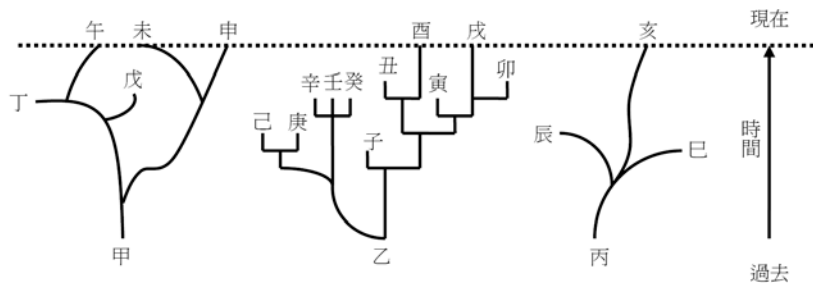 現在
午 未 申 酉 戌 亥
戊 丑 寅 卯
丁 辛 壬 癸
己 庚 子 辰 巳
時間
甲 乙 丙
過去